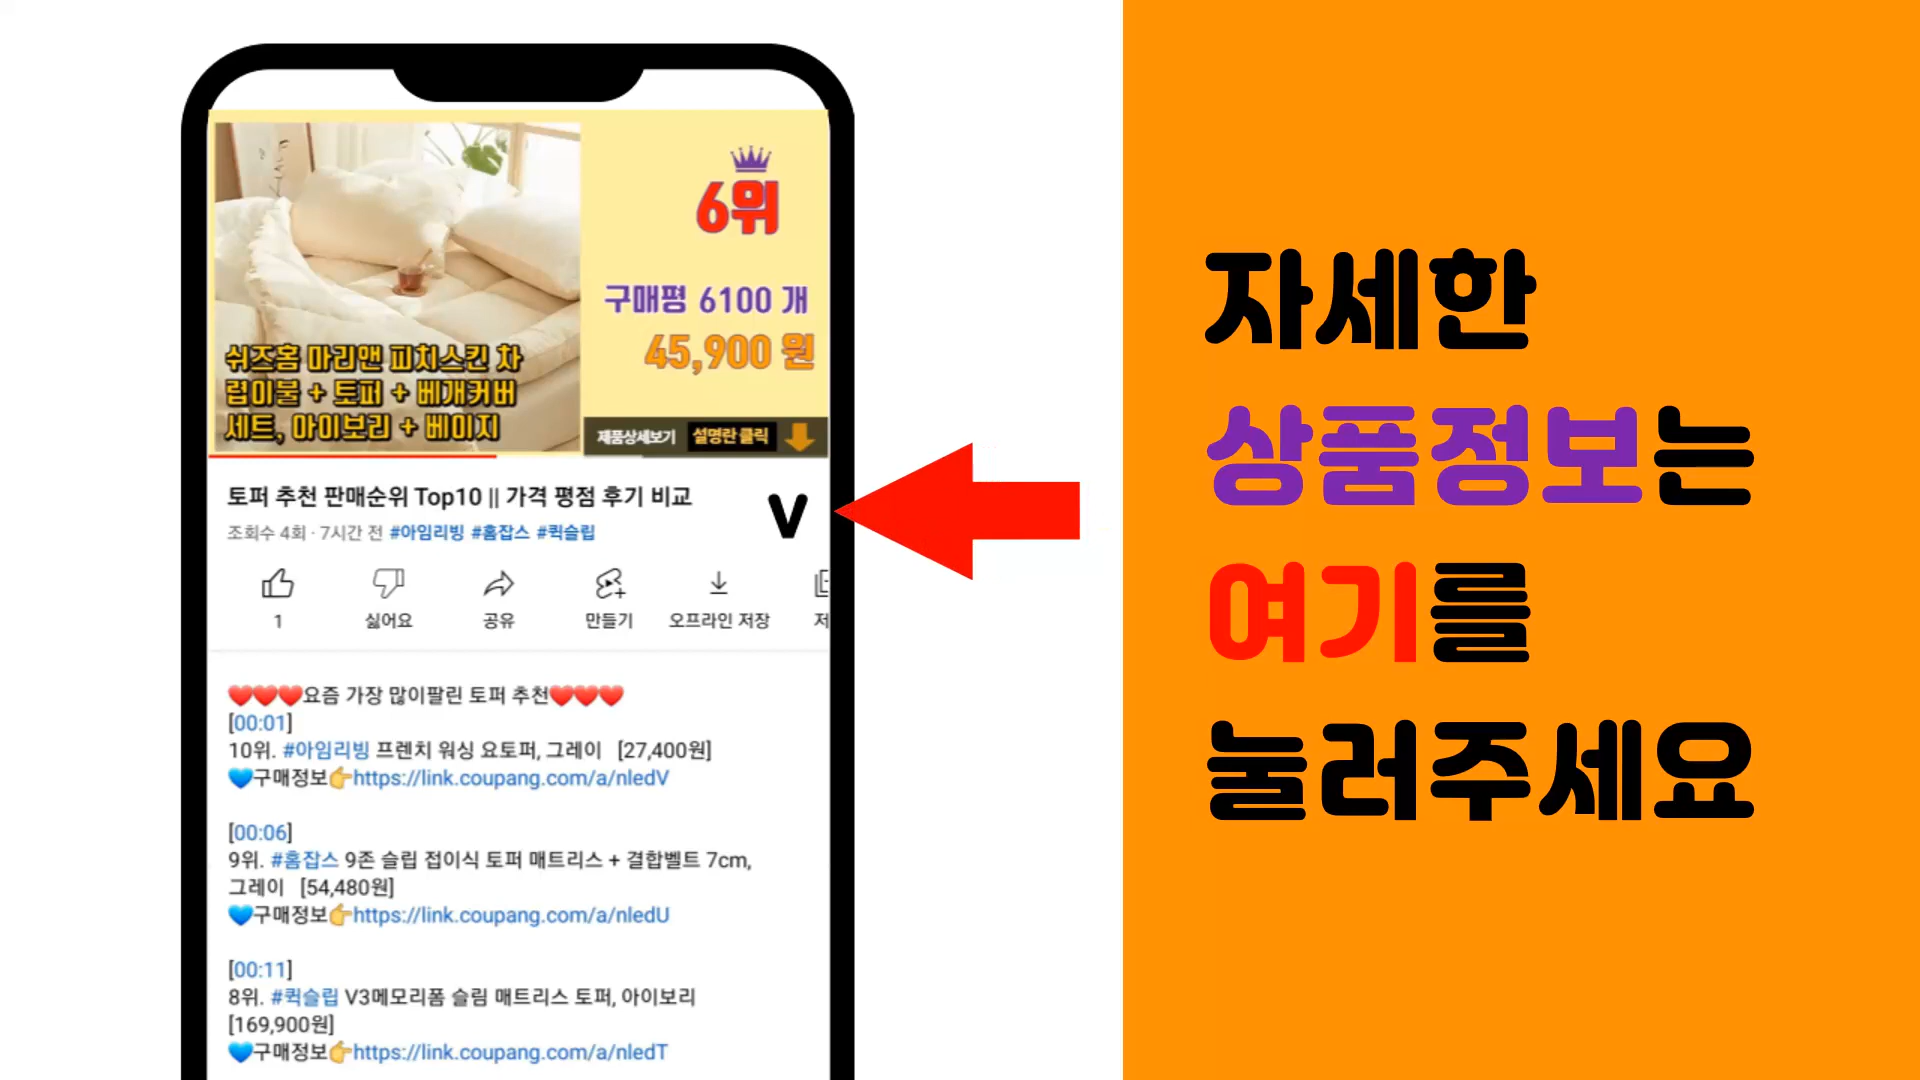 6위
구매평 6100 개
45,900 원
쉬즈홈 마리앤 피치스킨 차
렵이불 + 토퍼 + 베개커버
세트, 아이보리 + 베이지
제품상세보기 설명란 클릭
토퍼 추천 판매순위 Top10 || 가격 평점 후기 비교
조회수 4회 · 7시간 전 #아임리빙 #홈잡스 #퀵슬립
V
1 싫어요 공유 만들기 오프라인 저장 저
❤️❤️❤️요즘 가장 많이팔린 토퍼 추천❤️❤️❤️
[00:01]
10위. #아임리빙 프렌치 워싱 요토퍼, 그레이 [27,400원]
💙구매정보👉https://link.coupang.com/a/nledV
[00:06]
9위. #홈잡스 9존 슬립 접이식 토퍼 매트리스 + 결합벨트 7cm,
그레이 [54,480원]
💙구매정보👉https://link.coupang.com/a/nledU
[00:11]
8위. #퀵슬립 V3메모리폼 슬림 매트리스 토퍼, 아이보리
[169,900원]
💙구매정보👉https://link.coupang.com/a/nledT
자세한
상품정보는
여기를
눌러주세요